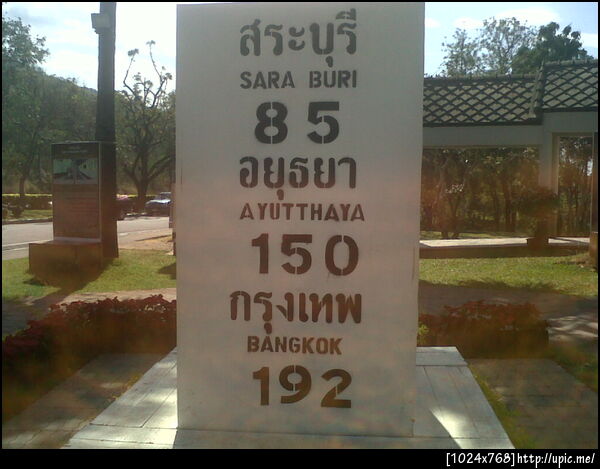 สระบุรี
SARA BURI
85
อยุธยา
AYUTTHAYA
150
กรุงเทพ
BANGKOK
192
[1024x768]http://upic.me/